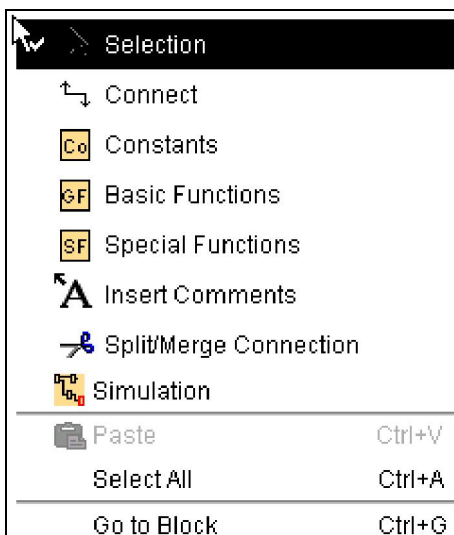 Selection
Connect
Co Constants
GF Basic Functions
SF Special Functions
A Insert Comments
Split/Merge Connection
Simulation
Paste Ctrl+V
Select All Ctrl+A
Go to Block Ctrl+G